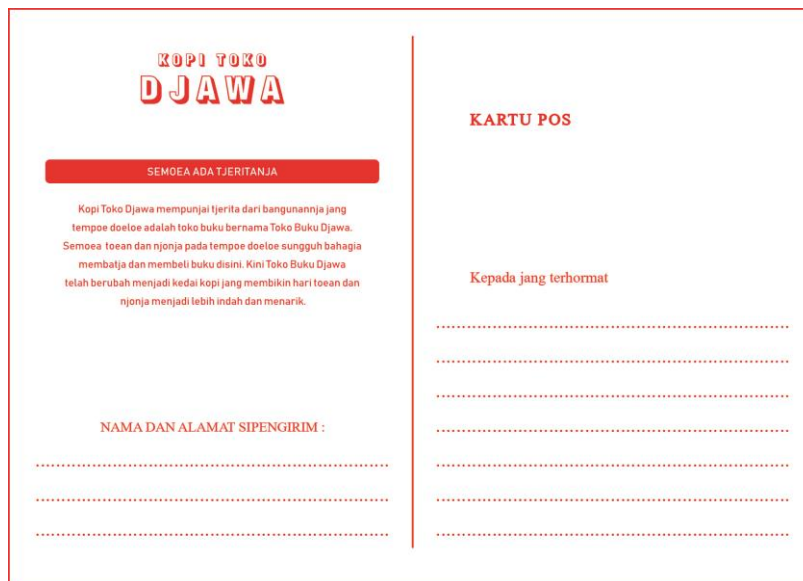 KOPI TOKO
DJAWA
SEMOEA ADA TJERITANJA
Kopi Toko Djawa mempunjai tjerita dari bangunannja jang
tempoe doeloe adalah toko buku bernama Toko Buku Djawa.
Semoea toean dan njonja pada tempoe doeloe sungguh bahagia
membatja dan membeli buku disini. Kini Toko Buku Djawa
telah berubah menjadi kedai kopi jang membikin hari toean dan
njonja menjadi lebih indah dan menarik.
NAMA DAN ALAMAT SIPENGIRIM :
KARTU POS
Kepada jang terhormat